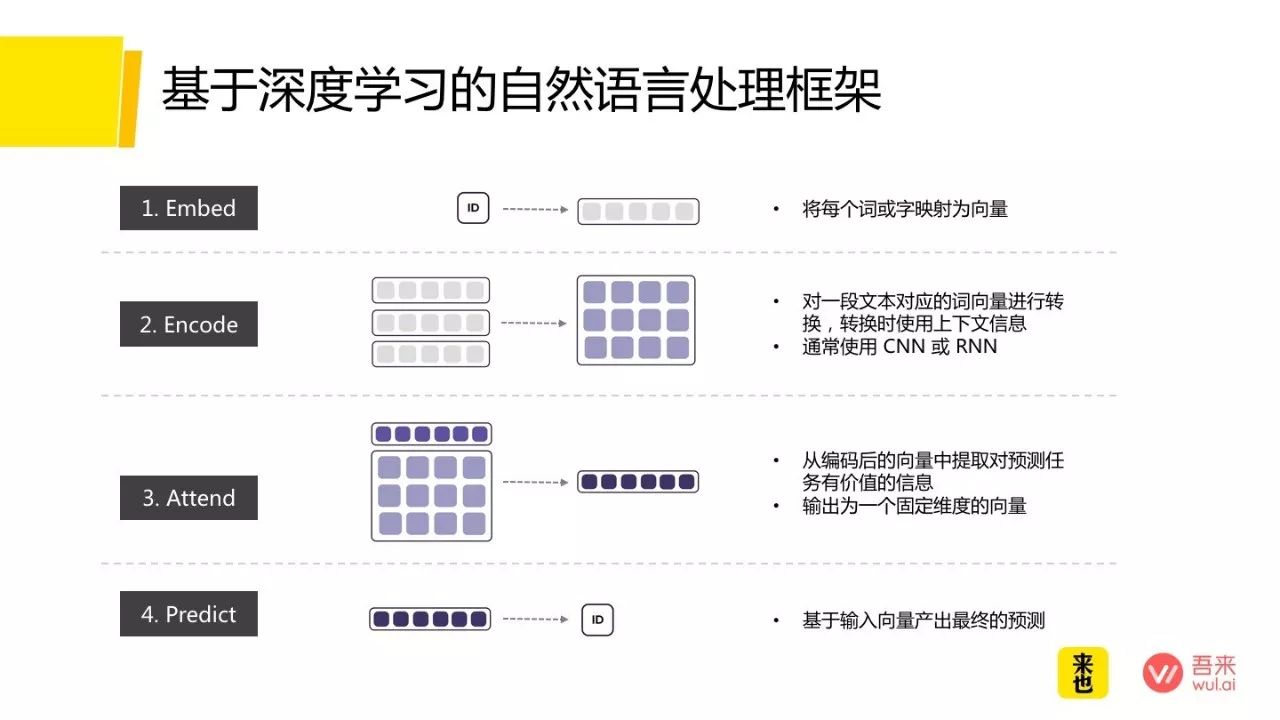 基于深度学习的自然语言处理框架
1. Embed
ID
• 将每个词或字映射为向量
2. Encode
• 对一段文本对应的词向量进行转
换，转换时使用上下文信息
• 通常使用 CNN 或 RNN
3. Attend
• 从编码后的向量中提取对预测任
务有价值的信息
• 输出为一个固定维度的向量
4. Predict
ID
• 基于输入向量产出最终的预测
来
也
吾来
wul.ai